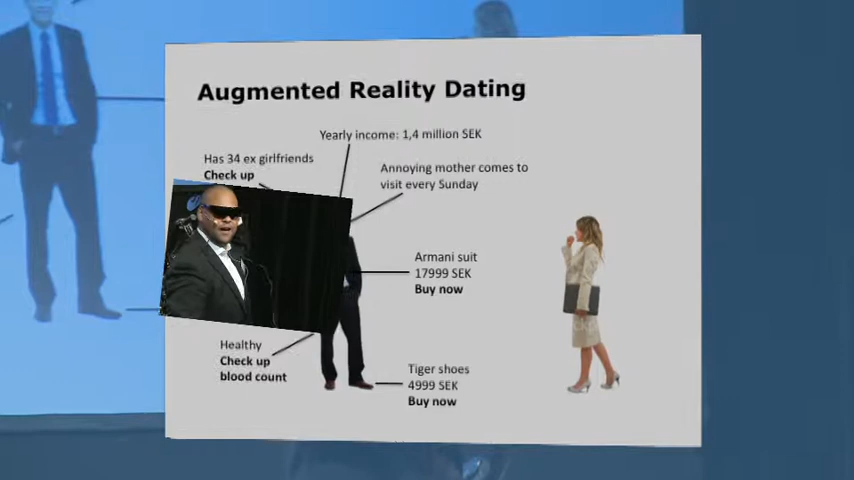 Augmented Reality Dating
Yearly income: 1,4 million SEK
Has 34 ex girlfriends
Check up
Annoying mother comes to
visit every Sunday
Armani suit
17999 SEK
Buy now
Healthy
Check up
blood count
Tiger shoes
4999 SEK
Buy now